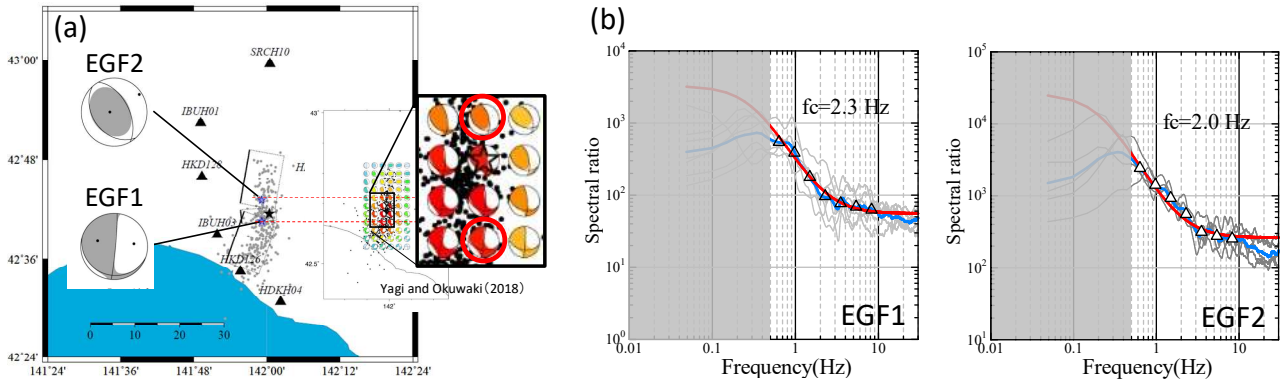 (a)
EGF2
EGF1
43˚00'
42˚48'
42˚36'
42˚24'
141˚24'
141˚36'
141˚48'
142˚00'
142˚12'
142˚24'
SRCH10
IBUH01
HKD128
HKD126
HDKH04
H.
0
10
20
30
43˚
42.5˚
142˚
Yagi and Okuwaki（2018）
(b)
Spectral ratio
10⁴
10³
10²
10¹
10⁰
0.01
0.1
1
10
Frequency(Hz)
fc=2.3 Hz
EGF1
Spectral ratio
10⁵
10⁴
10³
10²
10¹
0.01
0.1
1
10
Frequency(Hz)
fc=2.0 Hz
EGF2